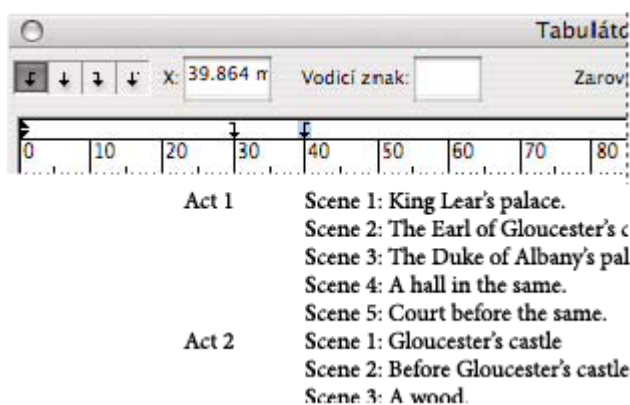 Tabuláto
X: 39.864 m Vodicí znak: Zarov
0 10 20 30 40 50 60 70 80
Act 1 Scene 1: King Lear's palace.
Scene 2: The Earl of Gloucester's c
Scene 3: The Duke of Albany's pal
Scene 4: A hall in the same.
Scene 5: Court before the same.
Act 2 Scene 1: Gloucester's castle
Scene 2: Before Gloucester's castle
Scene 3: A wood.